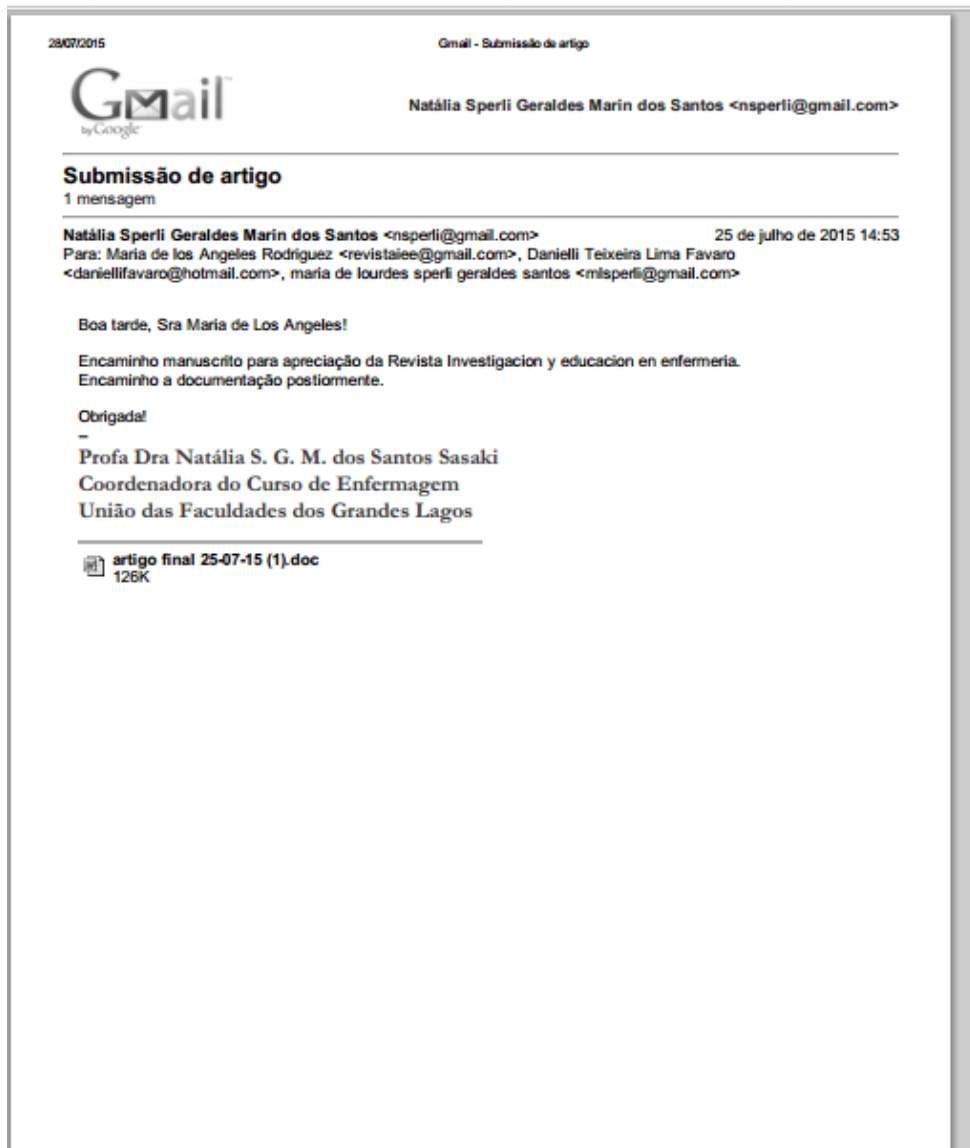 28/07/2015 Gmail - Submissão de artigo
Gmail™
by Google
Natália Sperli Geraldes Marin dos Santos <nsperli@gmail.com>
Submissão de artigo
1 mensagem
Natália Sperli Geraldes Marin dos Santos <nsperli@gmail.com> 25 de julho de 2015 14:53
Para: Maria de los Angeles Rodriguez <revistaiee@gmail.com>, Danielli Teixeira Lima Favaro
<daniellifavaro@hotmail.com>, maria de lourdes sperli geraldes santos <mlsperli@gmail.com>
Boa tarde, Sra Maria de Los Angeles!
Encaminho manuscrito para apreciação da Revista Investigacion y educacion en enfermeria.
Encaminho a documentação postiormente.
Obrigada!
--
Profa Dra Natália S. G. M. dos Santos Sasaki
Coordenadora do Curso de Enfermagem
União das Faculdades dos Grandes Lagos
artigo final 25-07-15 (1).doc
126K